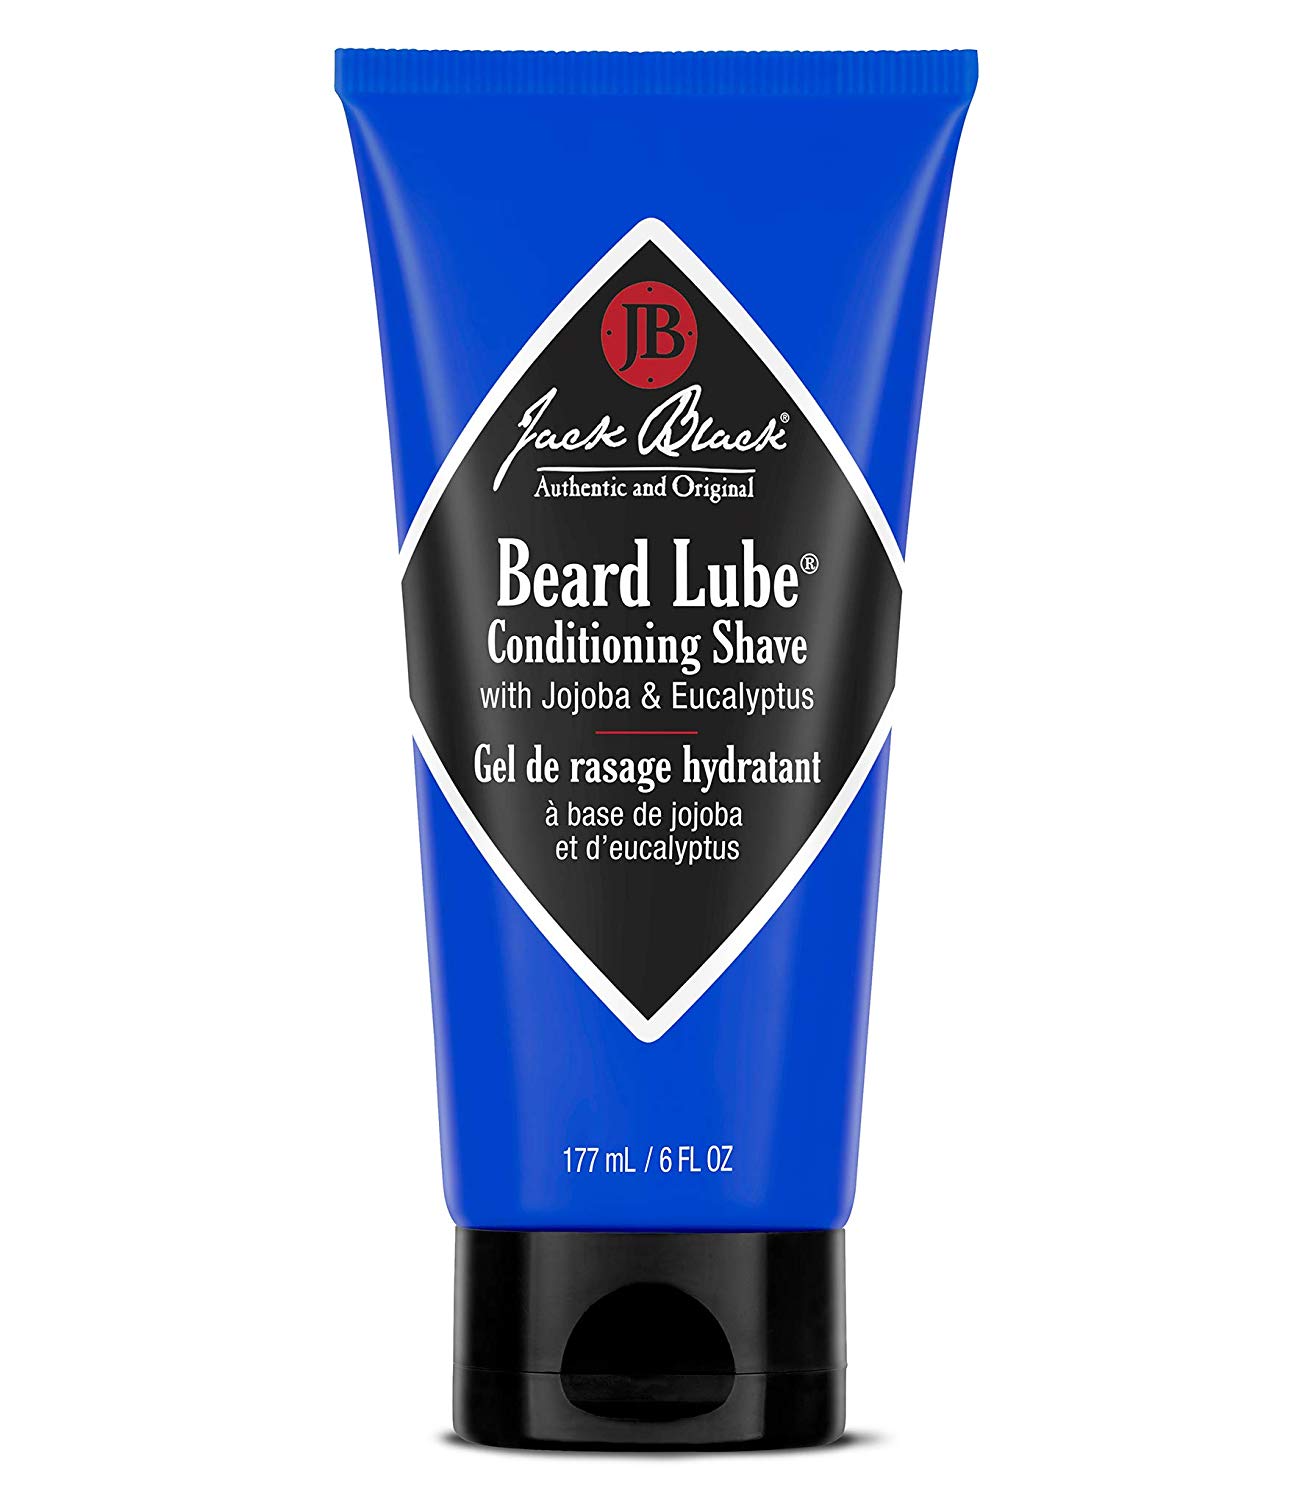 JB
Jack Black®
Authentic and Original
Beard Lube®
Conditioning Shave
with Jojoba & Eucalyptus
Gel de rasage hydratant
à base de jojoba
et d'eucalyptus
177 mL / 6 FL OZ